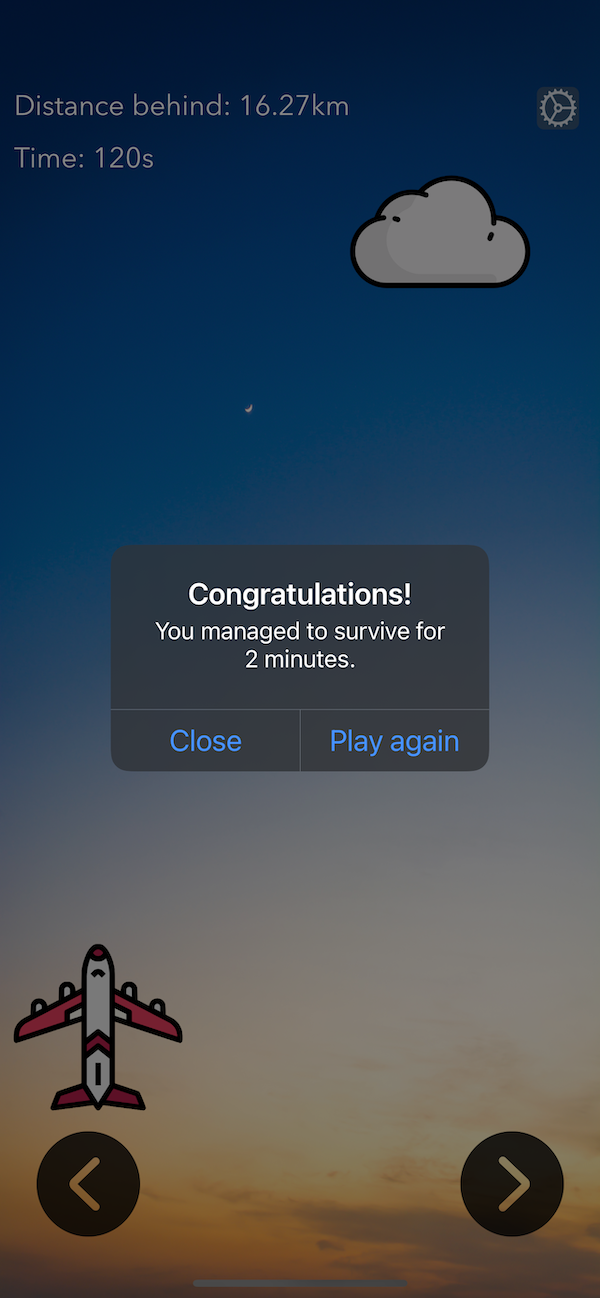 Distance behind: 16.27km
Time: 120s
Congratulations!
You managed to survive for
2 minutes.
Close
Play again